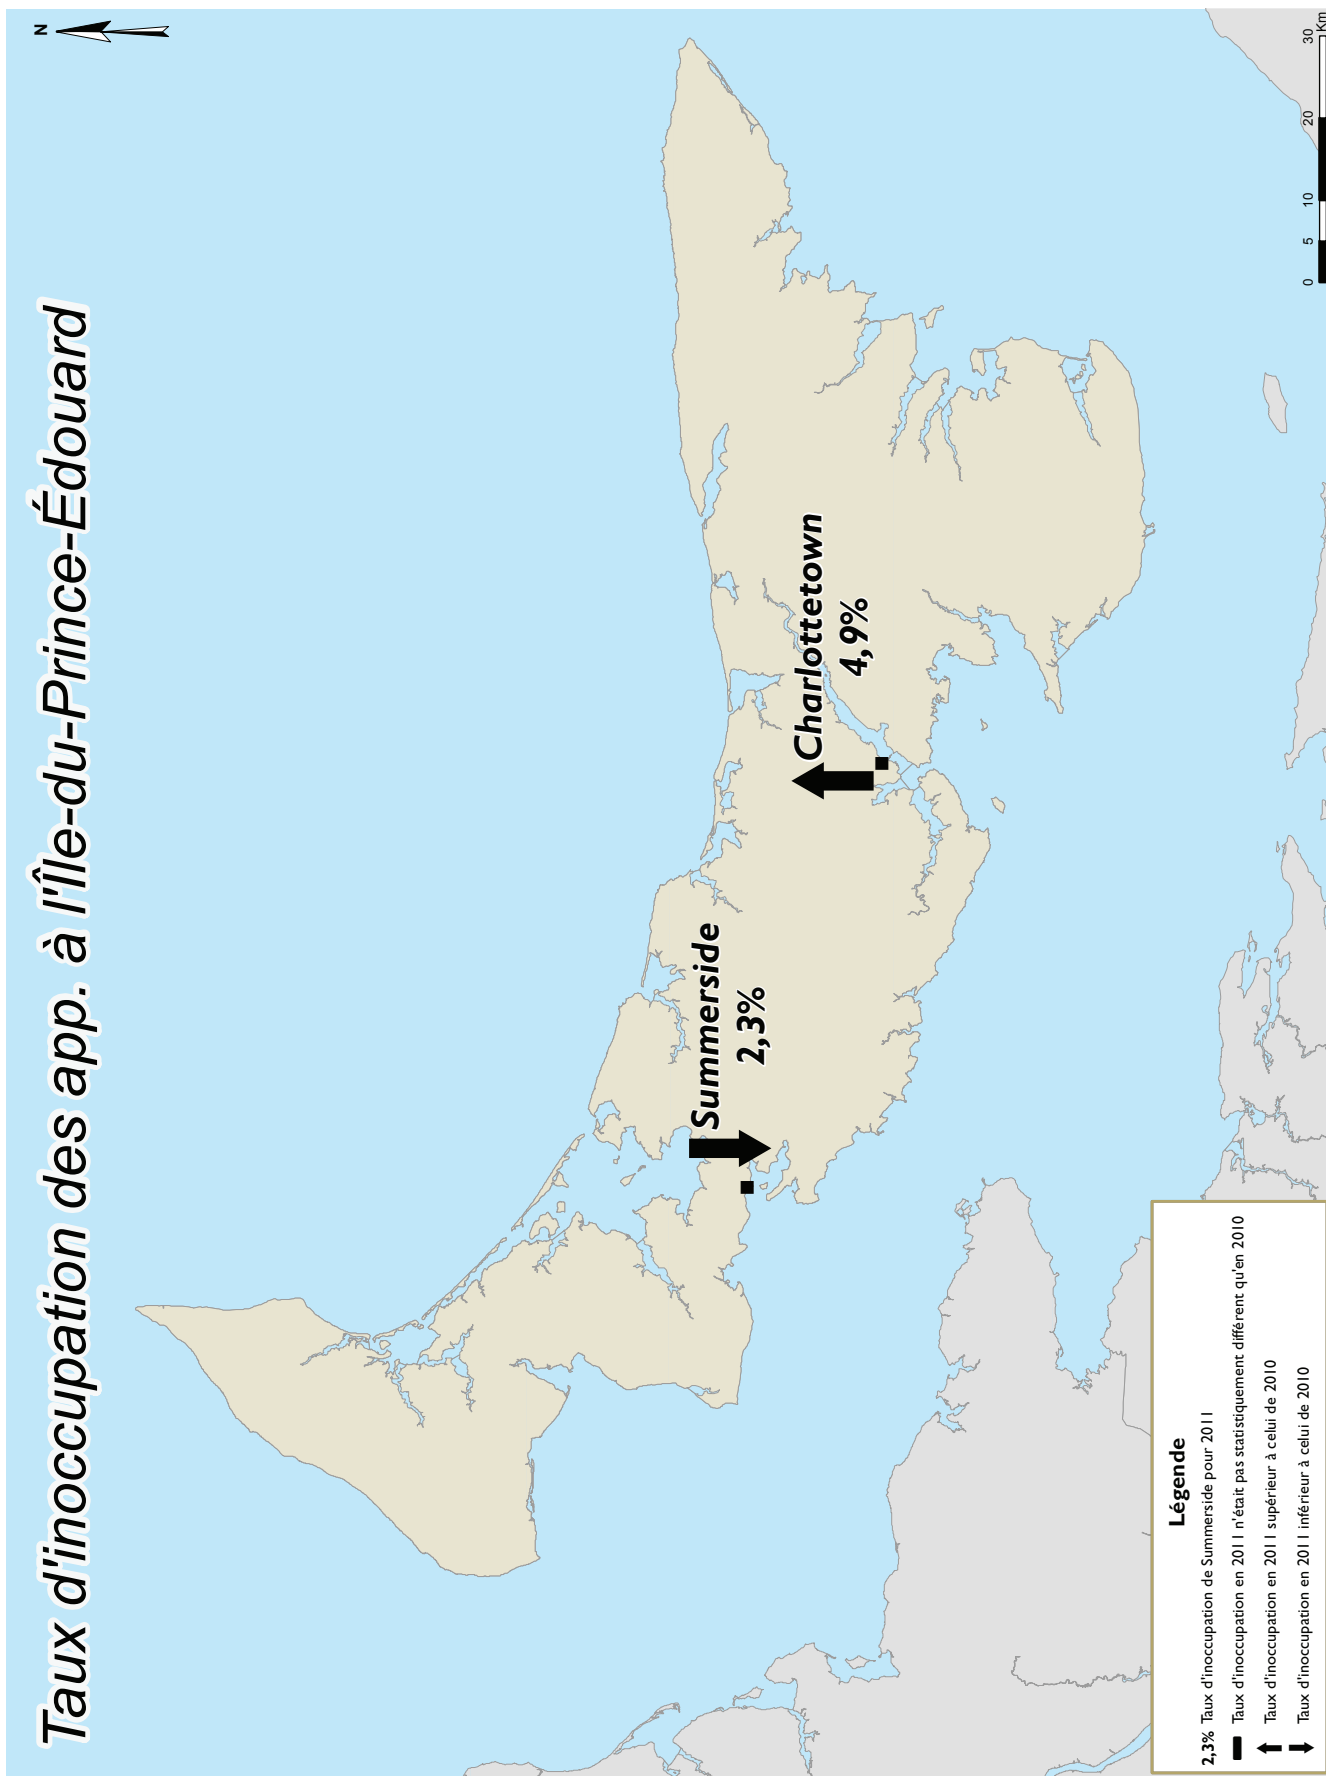 Taux d'inoccupation des app. à l'Île-du-Prince-Édouard
N
Summerside
2,3%
Charlottetown
4,9%
Légende
2,3% Taux d'inoccupation de Summerside pour 2011
Taux d'inoccupation en 2011 n'était pas statistiquement différent qu'en 2010
Taux d'inoccupation en 2011 supérieur à celui de 2010
Taux d'inoccupation en 2011 inférieur à celui de 2010
0 5 10 20 30
Km